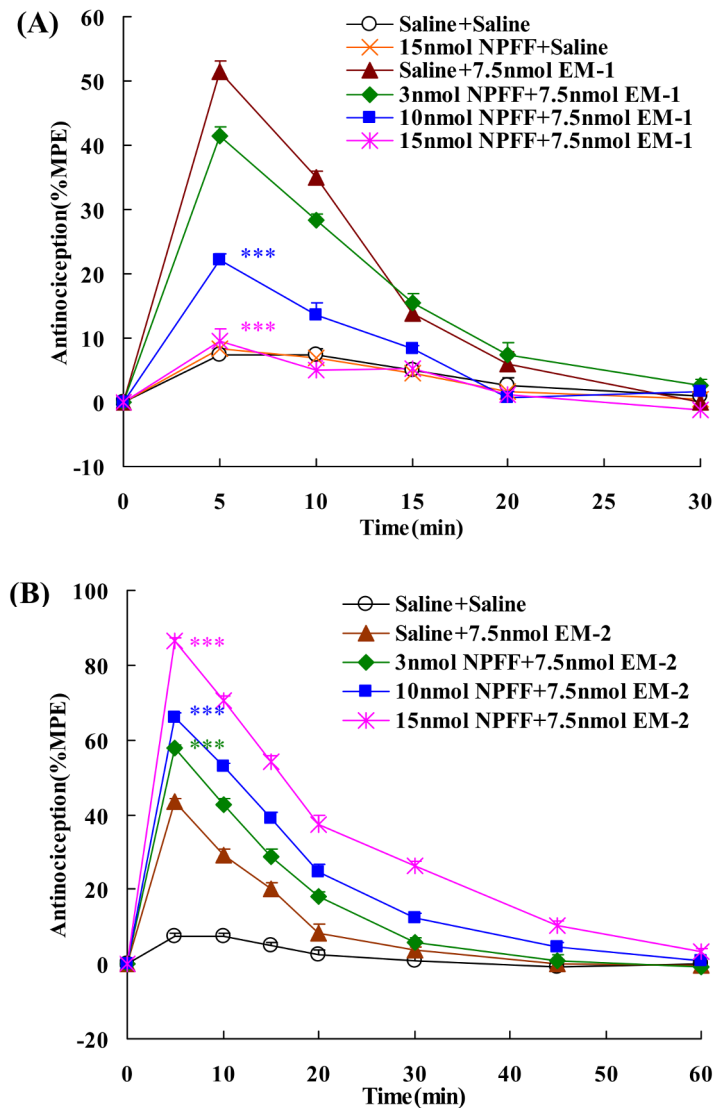 (A)
Saline+Saline
15nmol NPFF+Saline
Saline+7.5nmol EM-1
3nmol NPFF+7.5nmol EM-1
10nmol NPFF+7.5nmol EM-1
15nmol NPFF+7.5nmol EM-1
Antinociception(%MPE)
60
50
40
30
20
10
0
-10
***
***
0 5 10 15 20 25 30
Time(min)
(B)
Saline+Saline
Saline+7.5nmol EM-2
3nmol NPFF+7.5nmol EM-2
10nmol NPFF+7.5nmol EM-2
15nmol NPFF+7.5nmol EM-2
Antinociception(%MPE)
100
80
60
40
20
0
-20
***
***
***
0 10 20 30 40 50 60
Time(min)